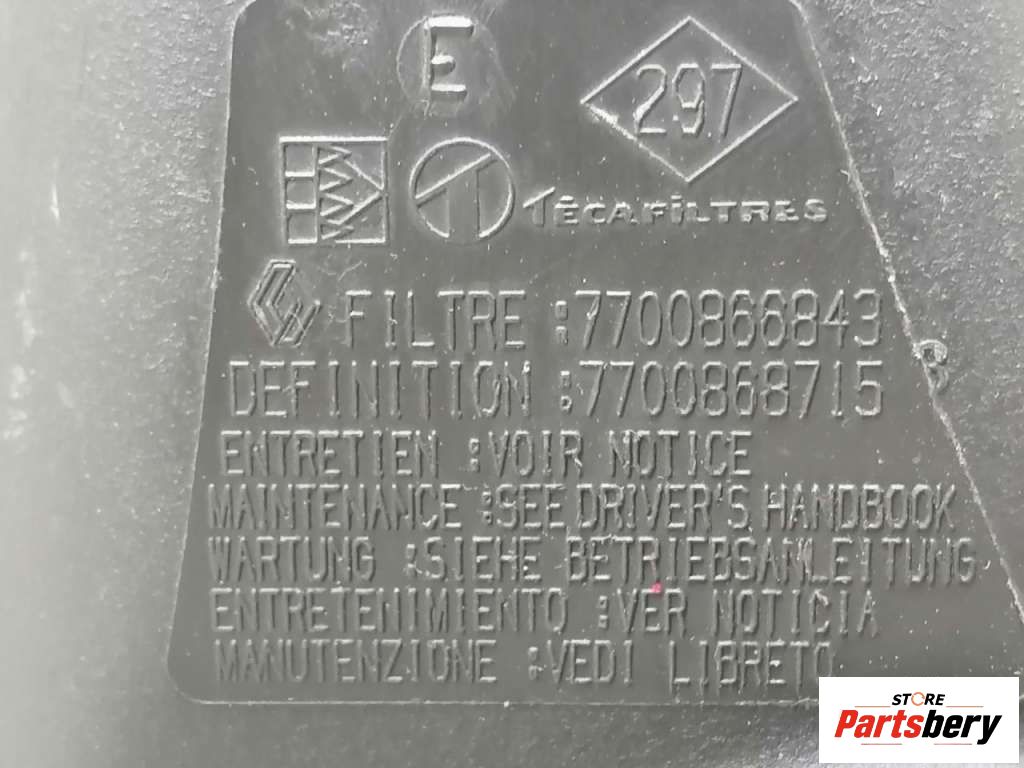 E
297
TÊCAFILTRES
FILTRE :7700866843
DEFINITION :7700868715
B
ENTRETIEN :VOIR NOTICE
MAINTENANCE :SEE DRIVER'S HANDBOOK
WARTUNG :SIEHE BETRIEBSANLEITUNG
ENTRETENIMIENTO :VER NOTICIA
MANUTENZIONE :VEDI LIBRETO
STORE
Partsbery